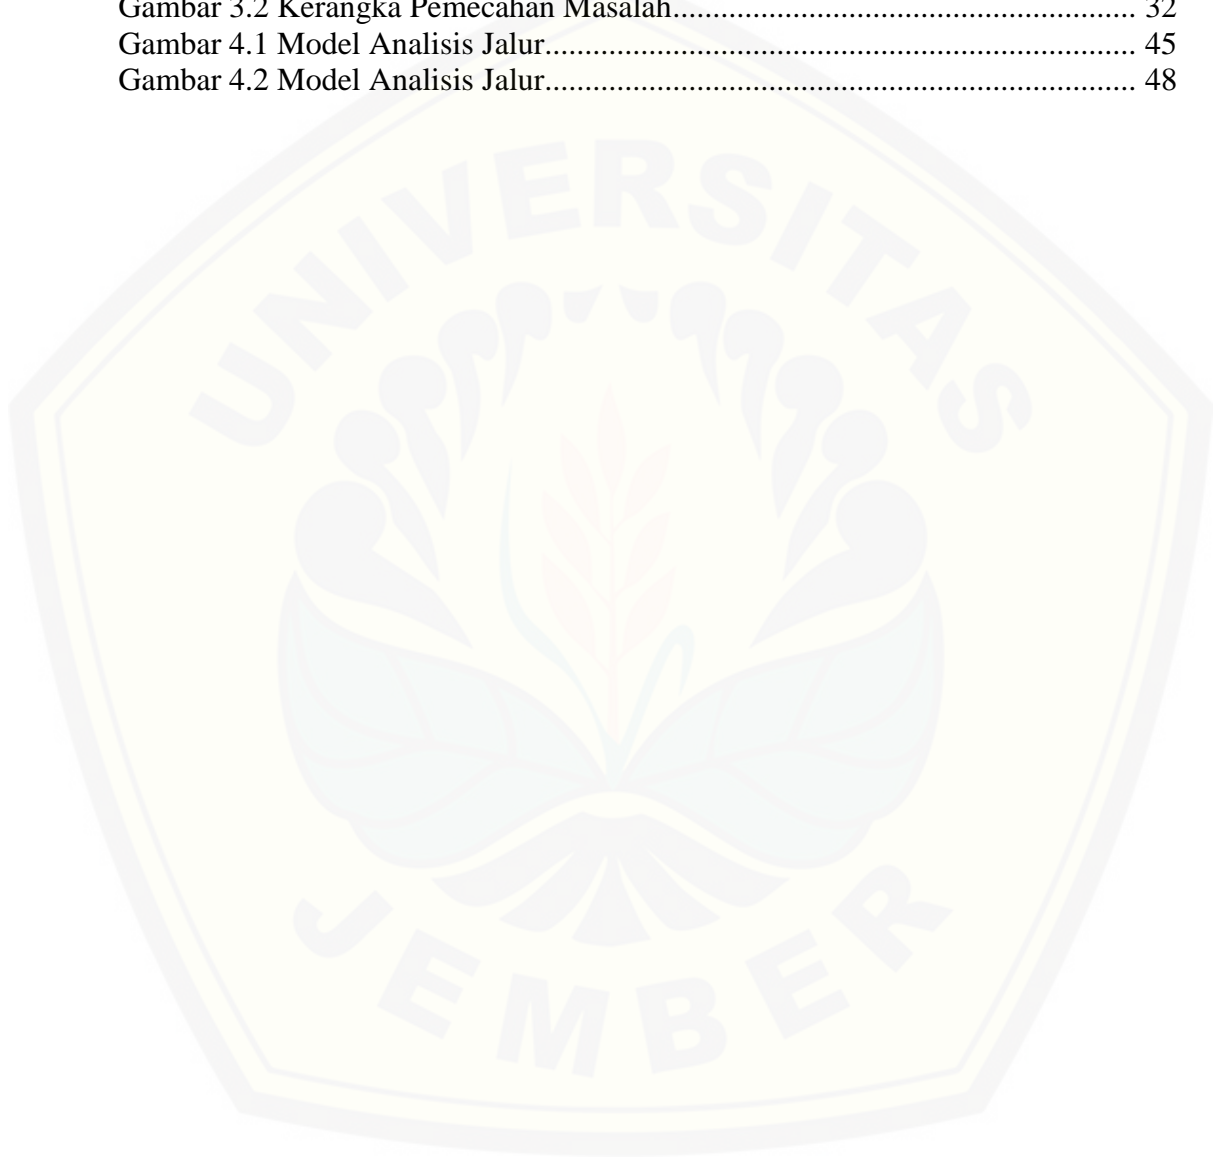 Gambar 3.2 Kerangka Pemecahan Masalah.......................................................... 32
Gambar 4.1 Model Analisis Jalur.......................................................................... 45
Gambar 4.2 Model Analisis Jalur.......................................................................... 48
UNIVERSITAS
JEMBER